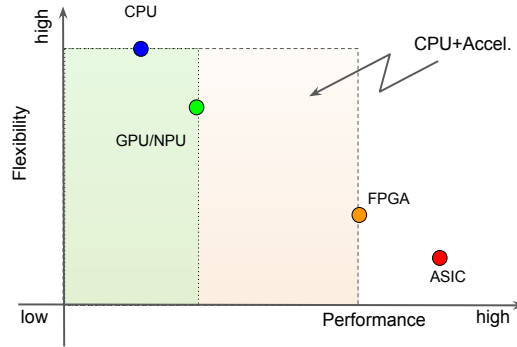 CPU
high
CPU+Accel.
GPU/NPU
Flexibility
FPGA
ASIC
low
Performance
high